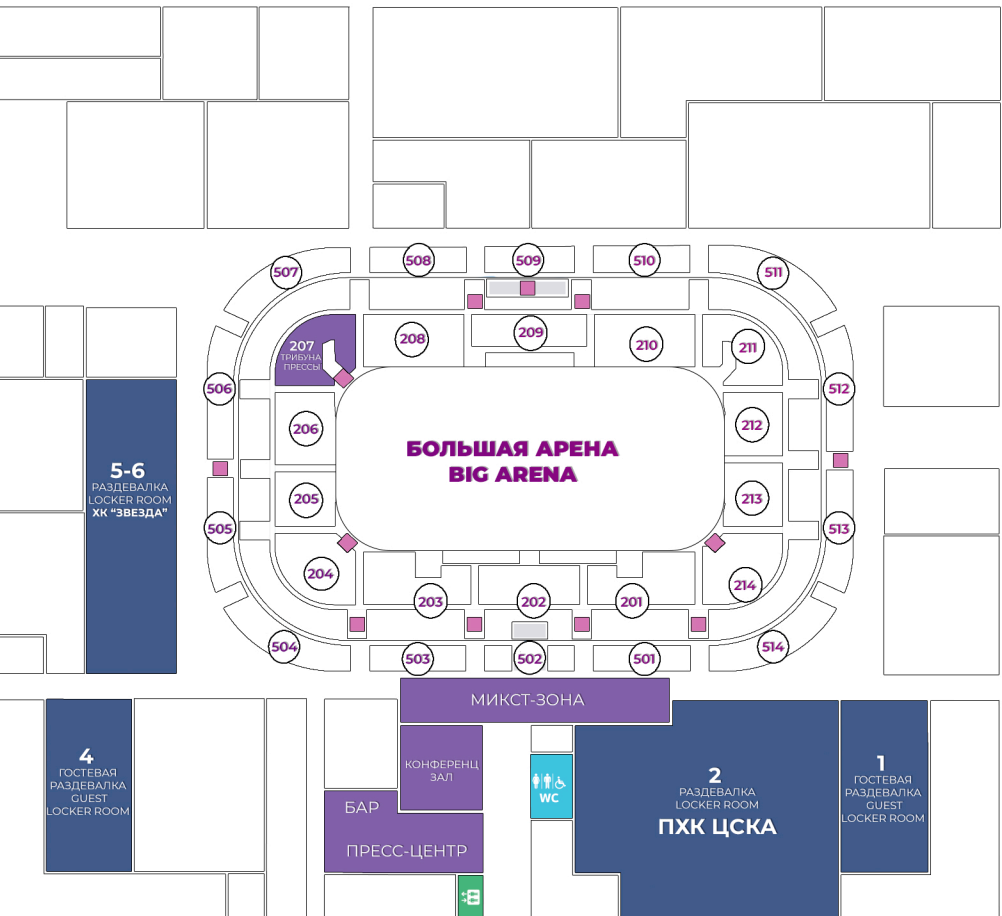 508
509
510
507
511
207
ТРИБУНА
ПРЕССЫ
208
209
210
211
506
512
206
212
БОЛЬШАЯ АРЕНА
BIG ARENA
5-6
РАЗДЕВАЛКА
LOCKER ROOM
ХК “ЗВЕЗДА”
205
213
505
513
204
214
203
202
201
504
503
502
501
514
МИКСТ-ЗОНА
4
ГОСТЕВАЯ
РАЗДЕВАЛКА
GUEST
LOCKER ROOM
КОНФЕРЕНЦ
ЗАЛ
БАР
ПРЕСС-ЦЕНТР
WC
2
РАЗДЕВАЛКА
LOCKER ROOM
ПХК ЦСКА
1
ГОСТЕВАЯ
РАЗДЕВАЛКА
GUEST
LOCKER ROOM